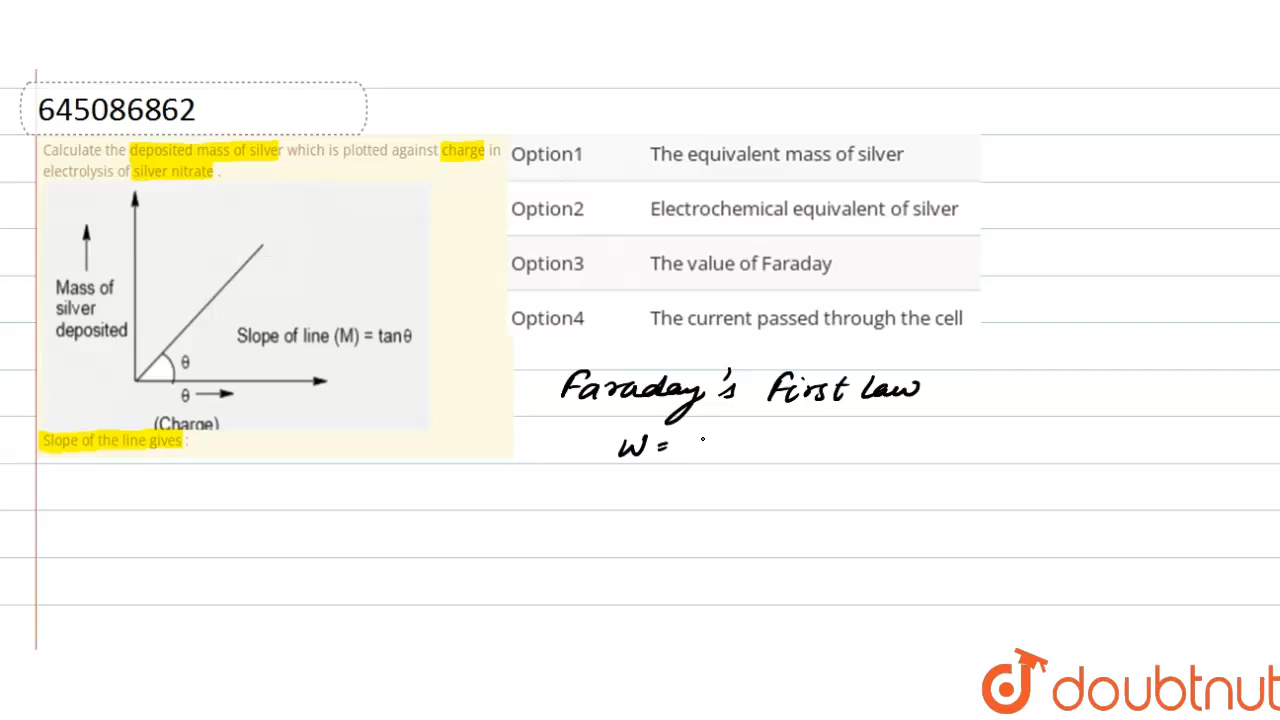 645086862
Calculate the deposited mass of silver which is plotted against charge in
electrolysis of silver nitrate .
Mass of
silver
deposited
Slope of line (M) = tanθ
θ
θ
(Charge)
Slope of the line gives :
Option1 The equivalent mass of silver
Option2 Electrochemical equivalent of silver
Option3 The value of Faraday
Option4 The current passed through the cell
Faraday's First Law
W =
doubtnut